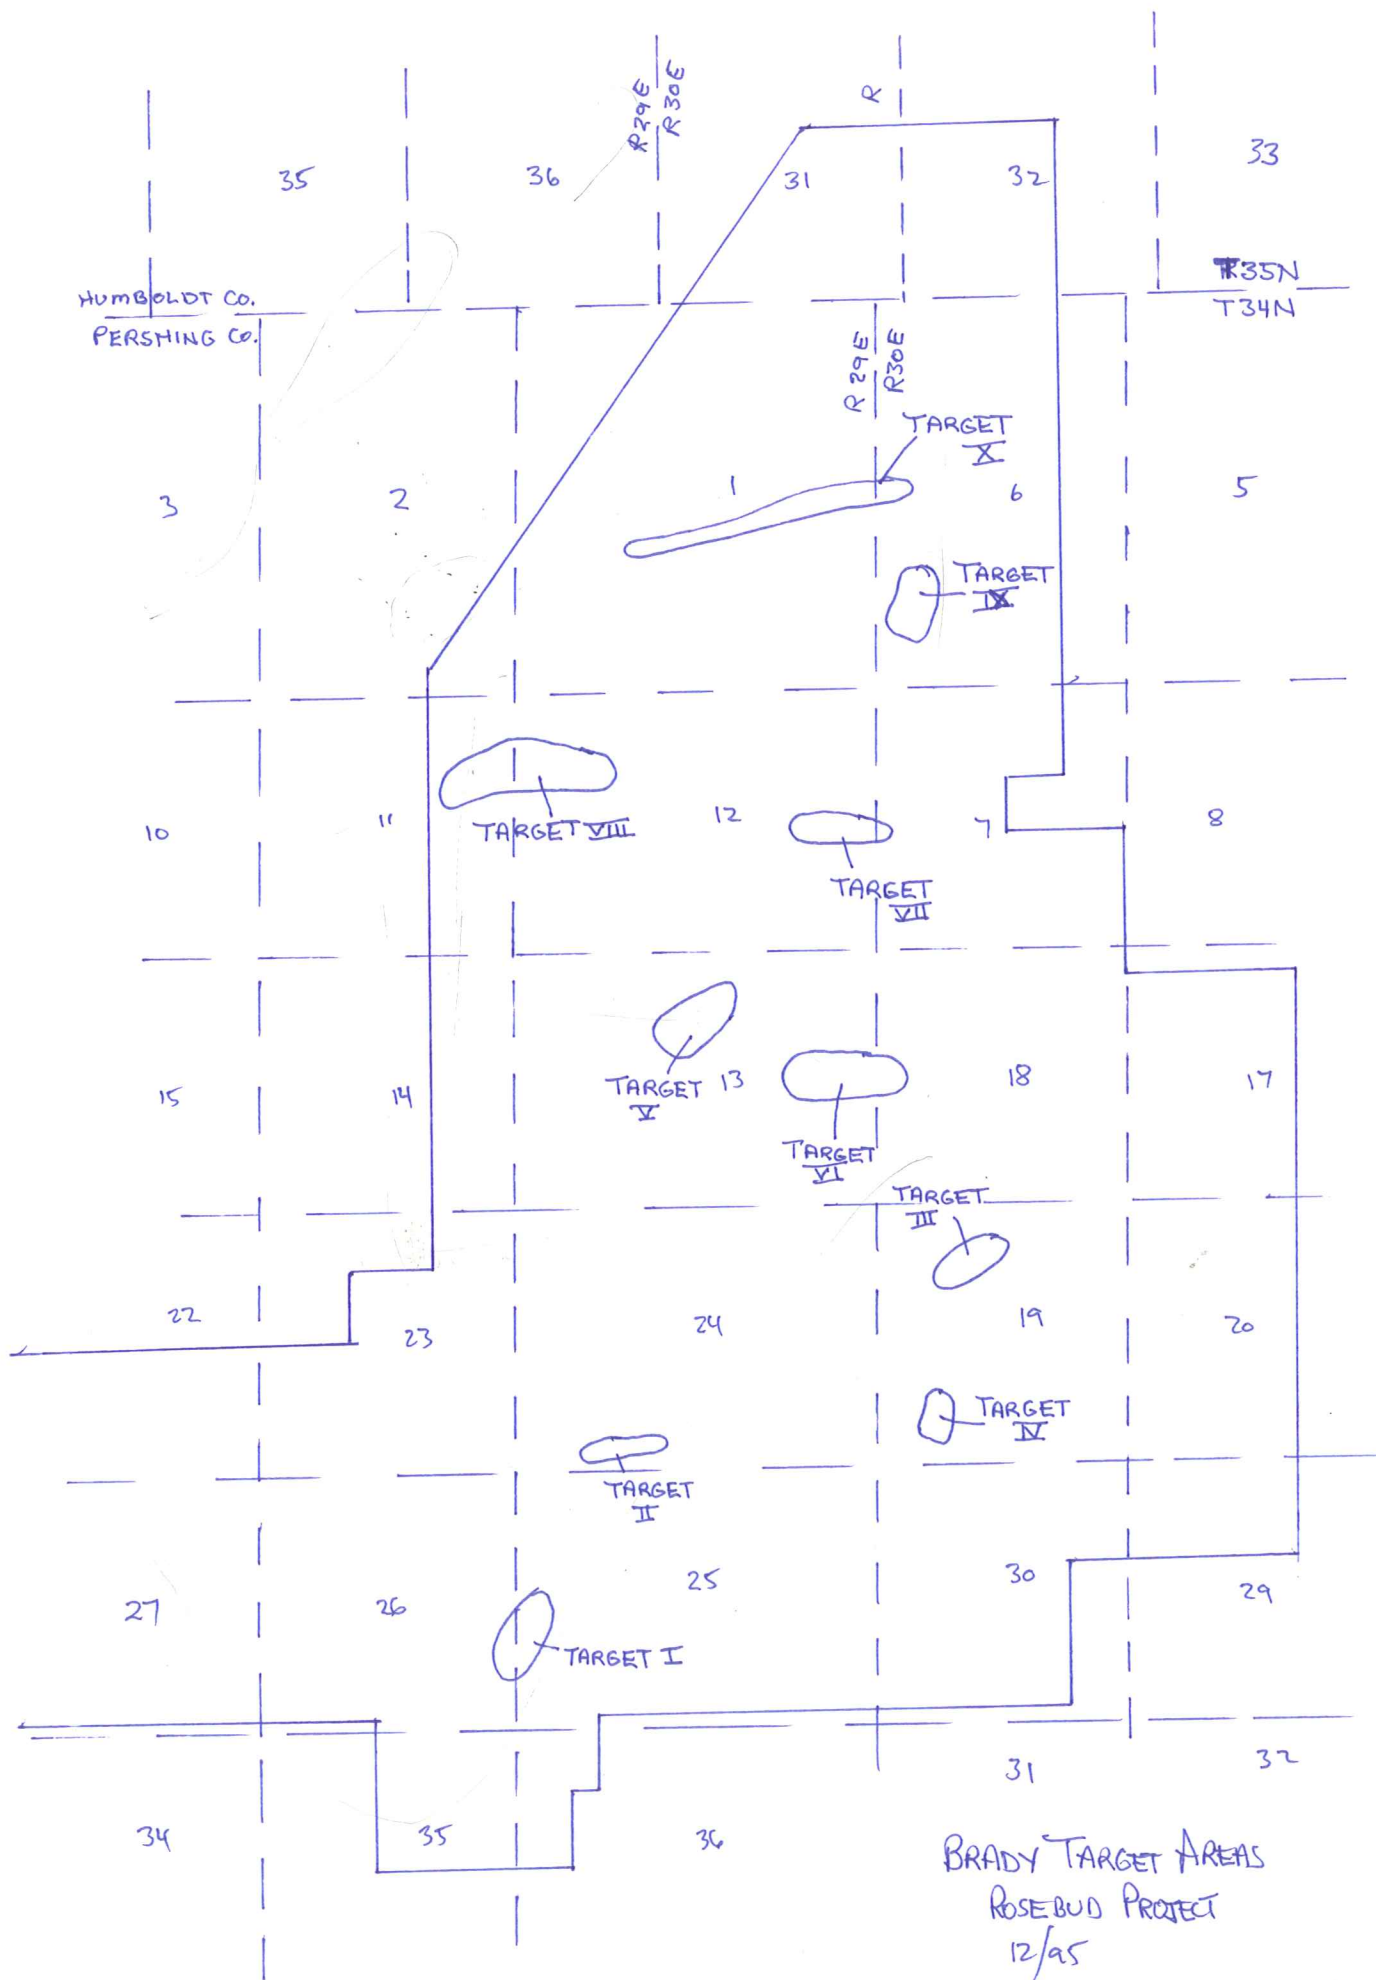 R29E
R30E
R
35
36
31
32
33
T35N
HUMBOLDT CO.
PERSHING CO.
T34N
R 29E
R30E
TARGET
X
3
2
1
6
5
TARGET
IX
10
11
TARGET VIII
12
7
8
TARGET
VII
15
14
TARGET
V
13
18
17
TARGET
VI
TARGET
III
22
23
24
19
20
TARGET
IV
TARGET
II
27
26
25
30
29
TARGET I
31
32
34
35
36
BRADY TARGET AREAS
ROSEBUD PROJECT
12/95